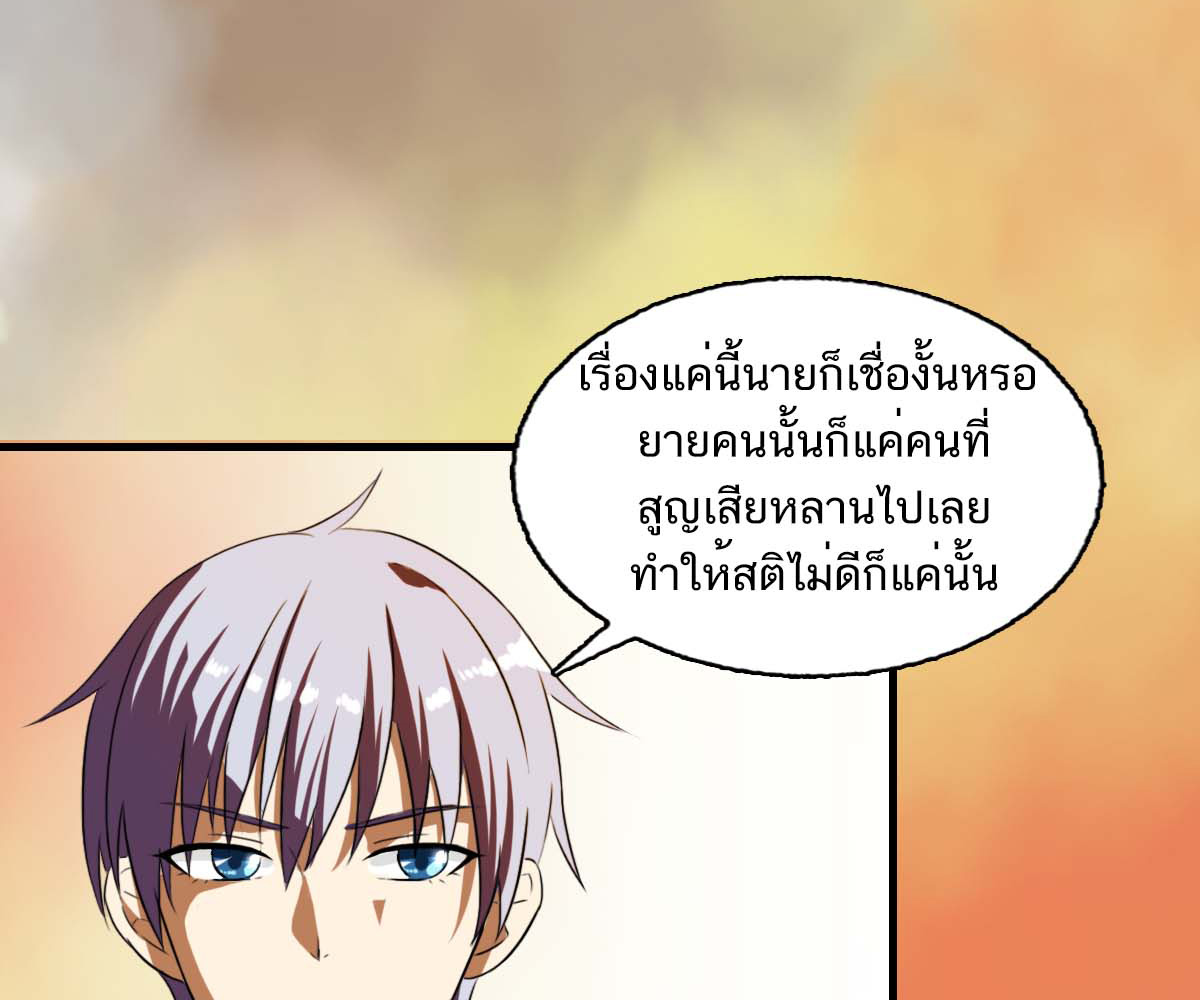 เรื่องแค่นี้นายก็เชื่องั้นหรอ
ยายคนนั้นก็แค่คนที่
สูญเสียหลานไปเลย
ทำให้สติไม่ดีก็แค่นั้น